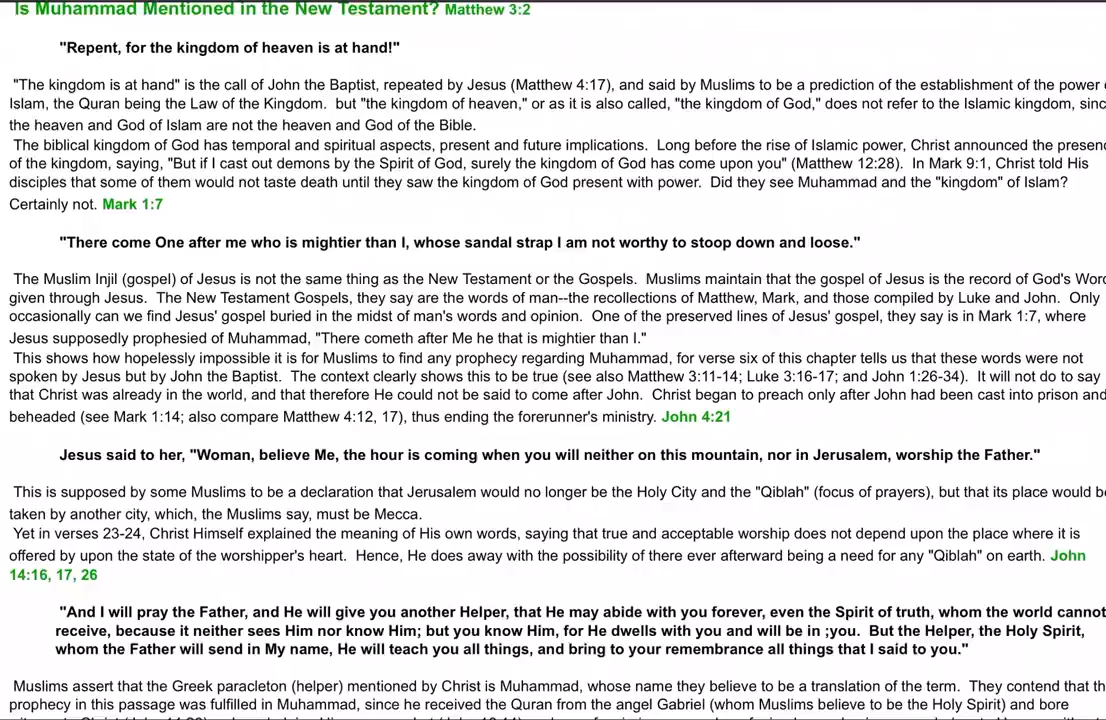 Is Muhammad Mentioned in the New Testament? Matthew 3:2
"Repent, for the kingdom of heaven is at hand!"
"The kingdom is at hand" is the call of John the Baptist, repeated by Jesus (Matthew 4:17), and said by Muslims to be a prediction of the establishment of the power
Islam, the Quran being the Law of the Kingdom.  but "the kingdom of heaven," or as it is also called, "the kingdom of God," does not refer to the Islamic kingdom, sinc
the heaven and God of Islam are not the heaven and God of the Bible.
The biblical kingdom of God has temporal and spiritual aspects, present and future implications.  Long before the rise of Islamic power, Christ announced the presenc
of the kingdom, saying, "But if I cast out demons by the Spirit of God, surely the kingdom of God has come upon you" (Matthew 12:28).  In Mark 9:1, Christ told His
disciples that some of them would not taste death until they saw the kingdom of God present with power.  Did they see Muhammad and the "kingdom" of Islam?
Certainly not. Mark 1:7
"There come One after me who is mightier than I, whose sandal strap I am not worthy to stoop down and loose."
The Muslim Injil (gospel) of Jesus is not the same thing as the New Testament or the Gospels.  Muslims maintain that the gospel of Jesus is the record of God's Word
given through Jesus.  The New Testament Gospels, they say are the words of man--the recollections of Matthew, Mark, and those compiled by Luke and John.  Only
occasionally can we find Jesus' gospel buried in the midst of man's words and opinion.  One of the preserved lines of Jesus' gospel, they say is in Mark 1:7, where
Jesus supposedly prophesied of Muhammad, "There cometh after Me he that is mightier than I."
This shows how hopelessly impossible it is for Muslims to find any prophecy regarding Muhammad, for verse six of this chapter tells us that these words were not
spoken by Jesus but by John the Baptist.  The context clearly shows this to be true (see also Matthew 3:11-14; Luke 3:16-17; and John 1:26-34).  It will not do to say
that Christ was already in the world, and that therefore He could not be said to come after John.  Christ began to preach only after John had been cast into prison and
beheaded (see Mark 1:14; also compare Matthew 4:12, 17), thus ending the forerunner's ministry. John 4:21
Jesus said to her, "Woman, believe Me, the hour is coming when you will neither on this mountain, nor in Jerusalem, worship the Father."
This is supposed by some Muslims to be a declaration that Jerusalem would no longer be the Holy City and the "Qiblah" (focus of prayers), but that its place would be
taken by another city, which, the Muslims say, must be Mecca.
Yet in verses 23-24, Christ Himself explained the meaning of His own words, saying that true and acceptable worship does not depend upon the place where it is
offered by upon the state of the worshipper's heart.  Hence, He does away with the possibility of there ever afterward being a need for any "Qiblah" on earth. John
14:16, 17, 26
"And I will pray the Father, and He will give you another Helper, that He may abide with you forever, even the Spirit of truth, whom the world cannot
receive, because it neither sees Him nor know Him; but you know Him, for He dwells with you and will be in ;you.  But the Helper, the Holy Spirit,
whom the Father will send in My name, He will teach you all things, and bring to your remembrance all things that I said to you."
Muslims assert that the Greek paracleton (helper) mentioned by Christ is Muhammad, whose name they believe to be a translation of the term.  They contend that th
prophecy in this passage was fulfilled in Muhammad, since he received the Quran from the angel Gabriel (whom Muslims believe to be the Holy Spirit) and bore